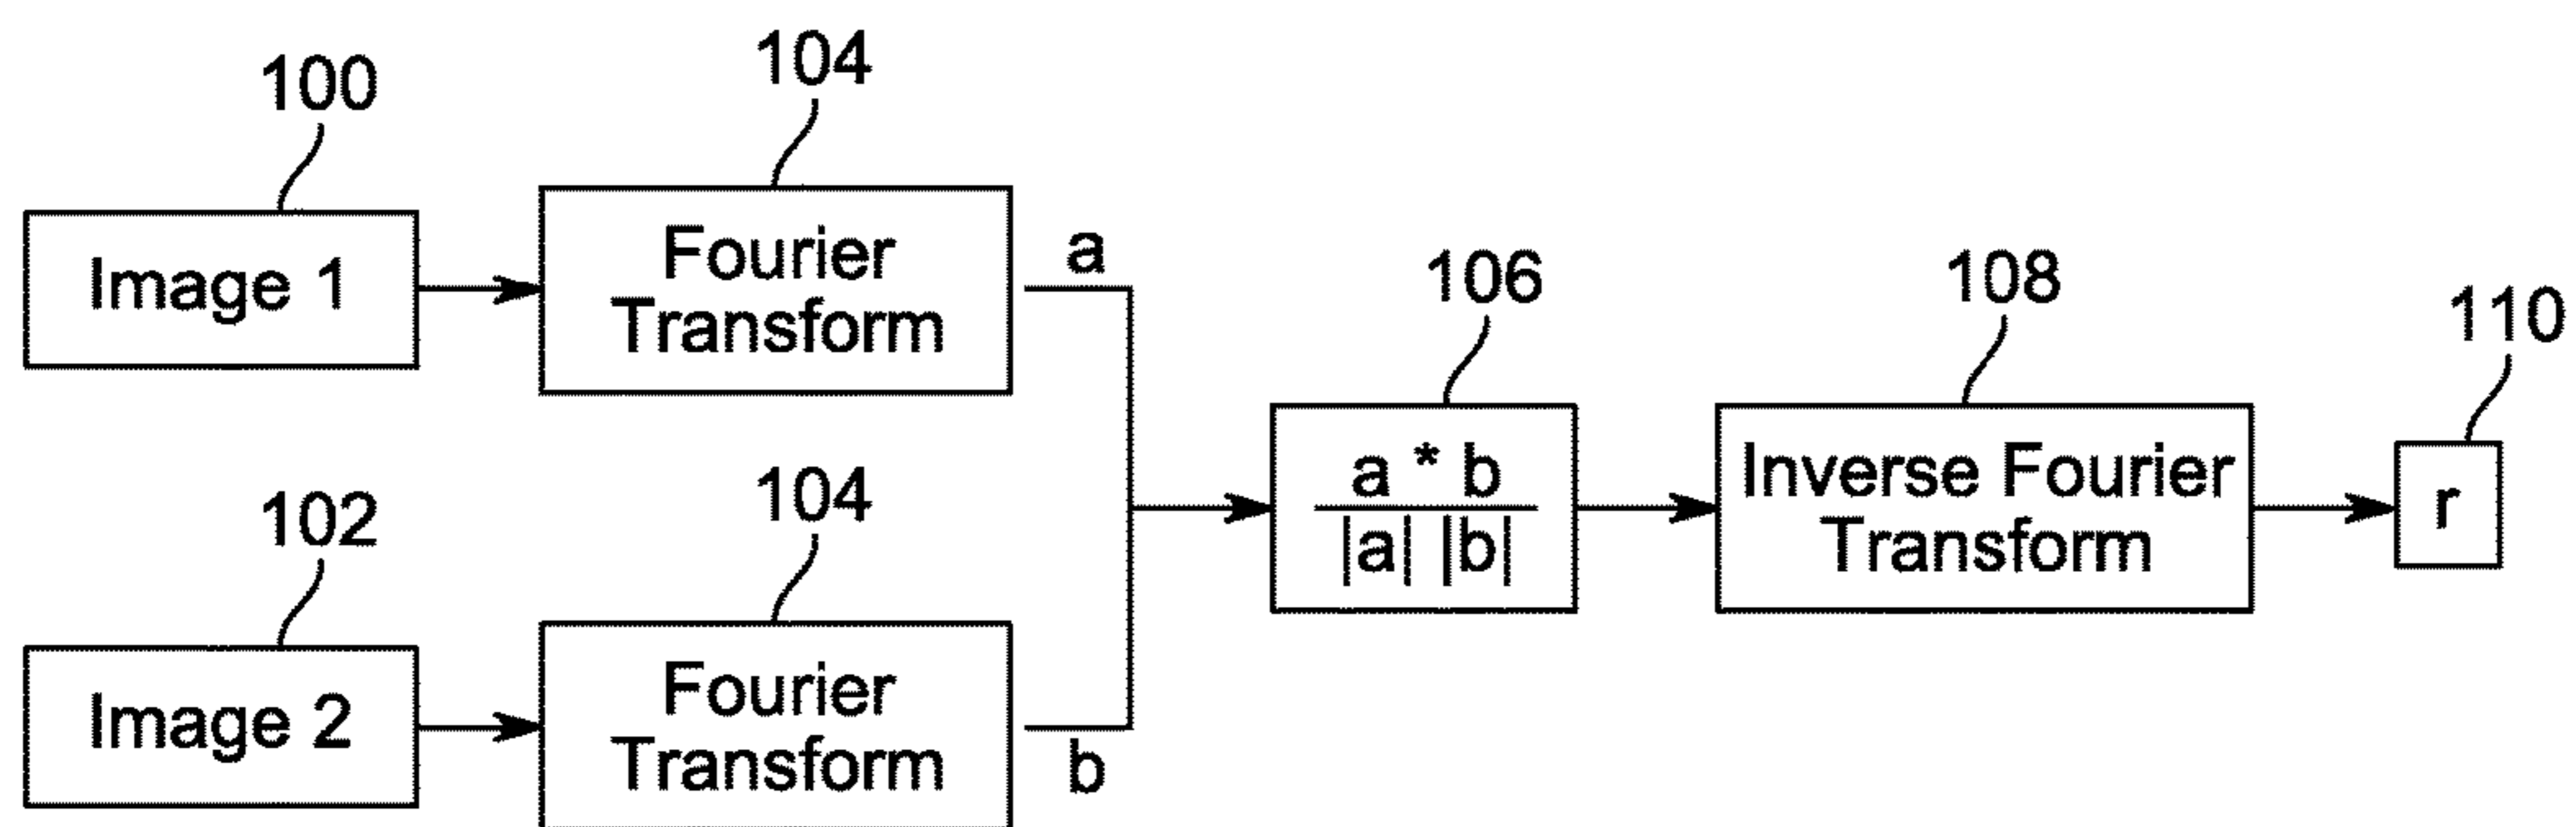 100
104
Image 1
Fourier
Transform
a
102
104
Image 2
Fourier
Transform
b
106
a * b
|a| |b|
108
Inverse Fourier
Transform
110
r